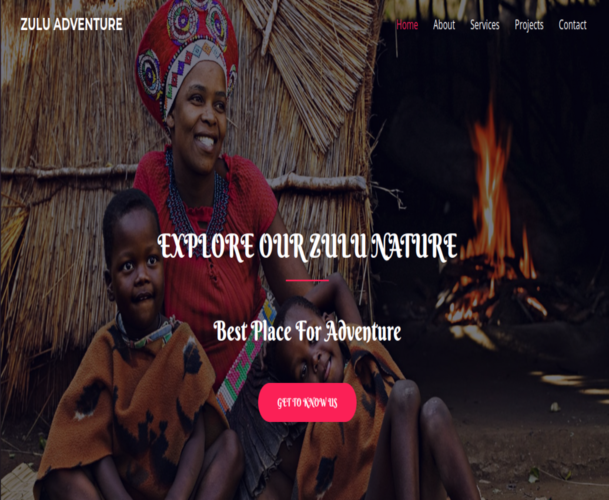 ZULU ADVENTURE
Home About Services Projects Contact
EXPLORE OUR ZULU NATURE
Best Place For Adventure
GET TO KNOW US